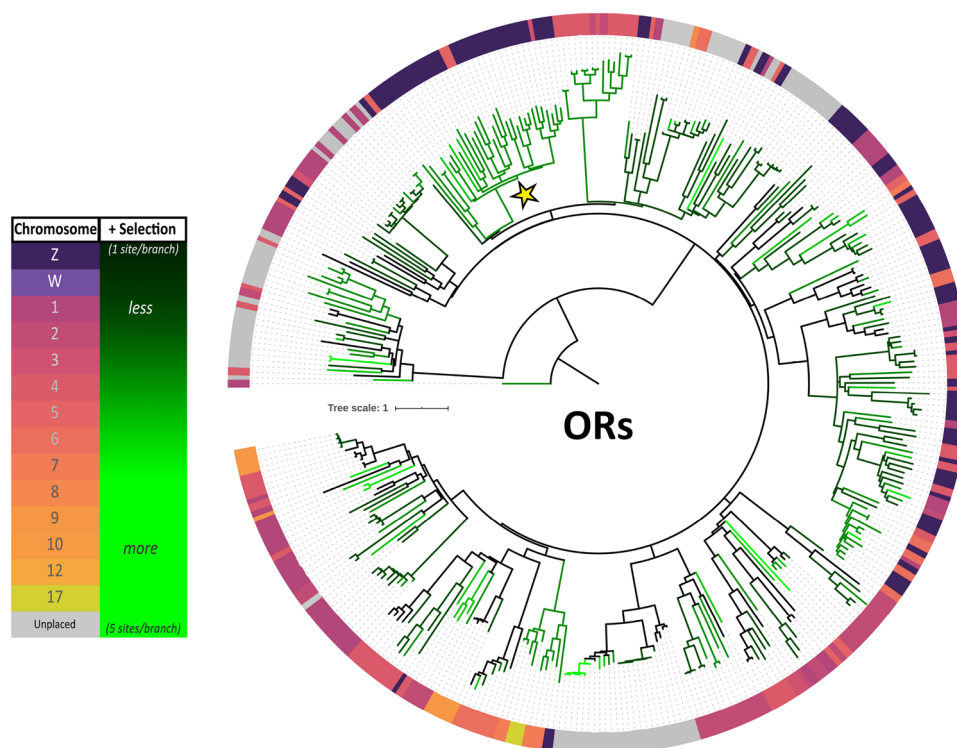 Chromosome + Selection
Z (1 site/branch)
W
1 less
2
3
4
5
6
7
8
9
10 more
12
17
Unplaced (5 sites/branch)
Tree scale: 1
ORs